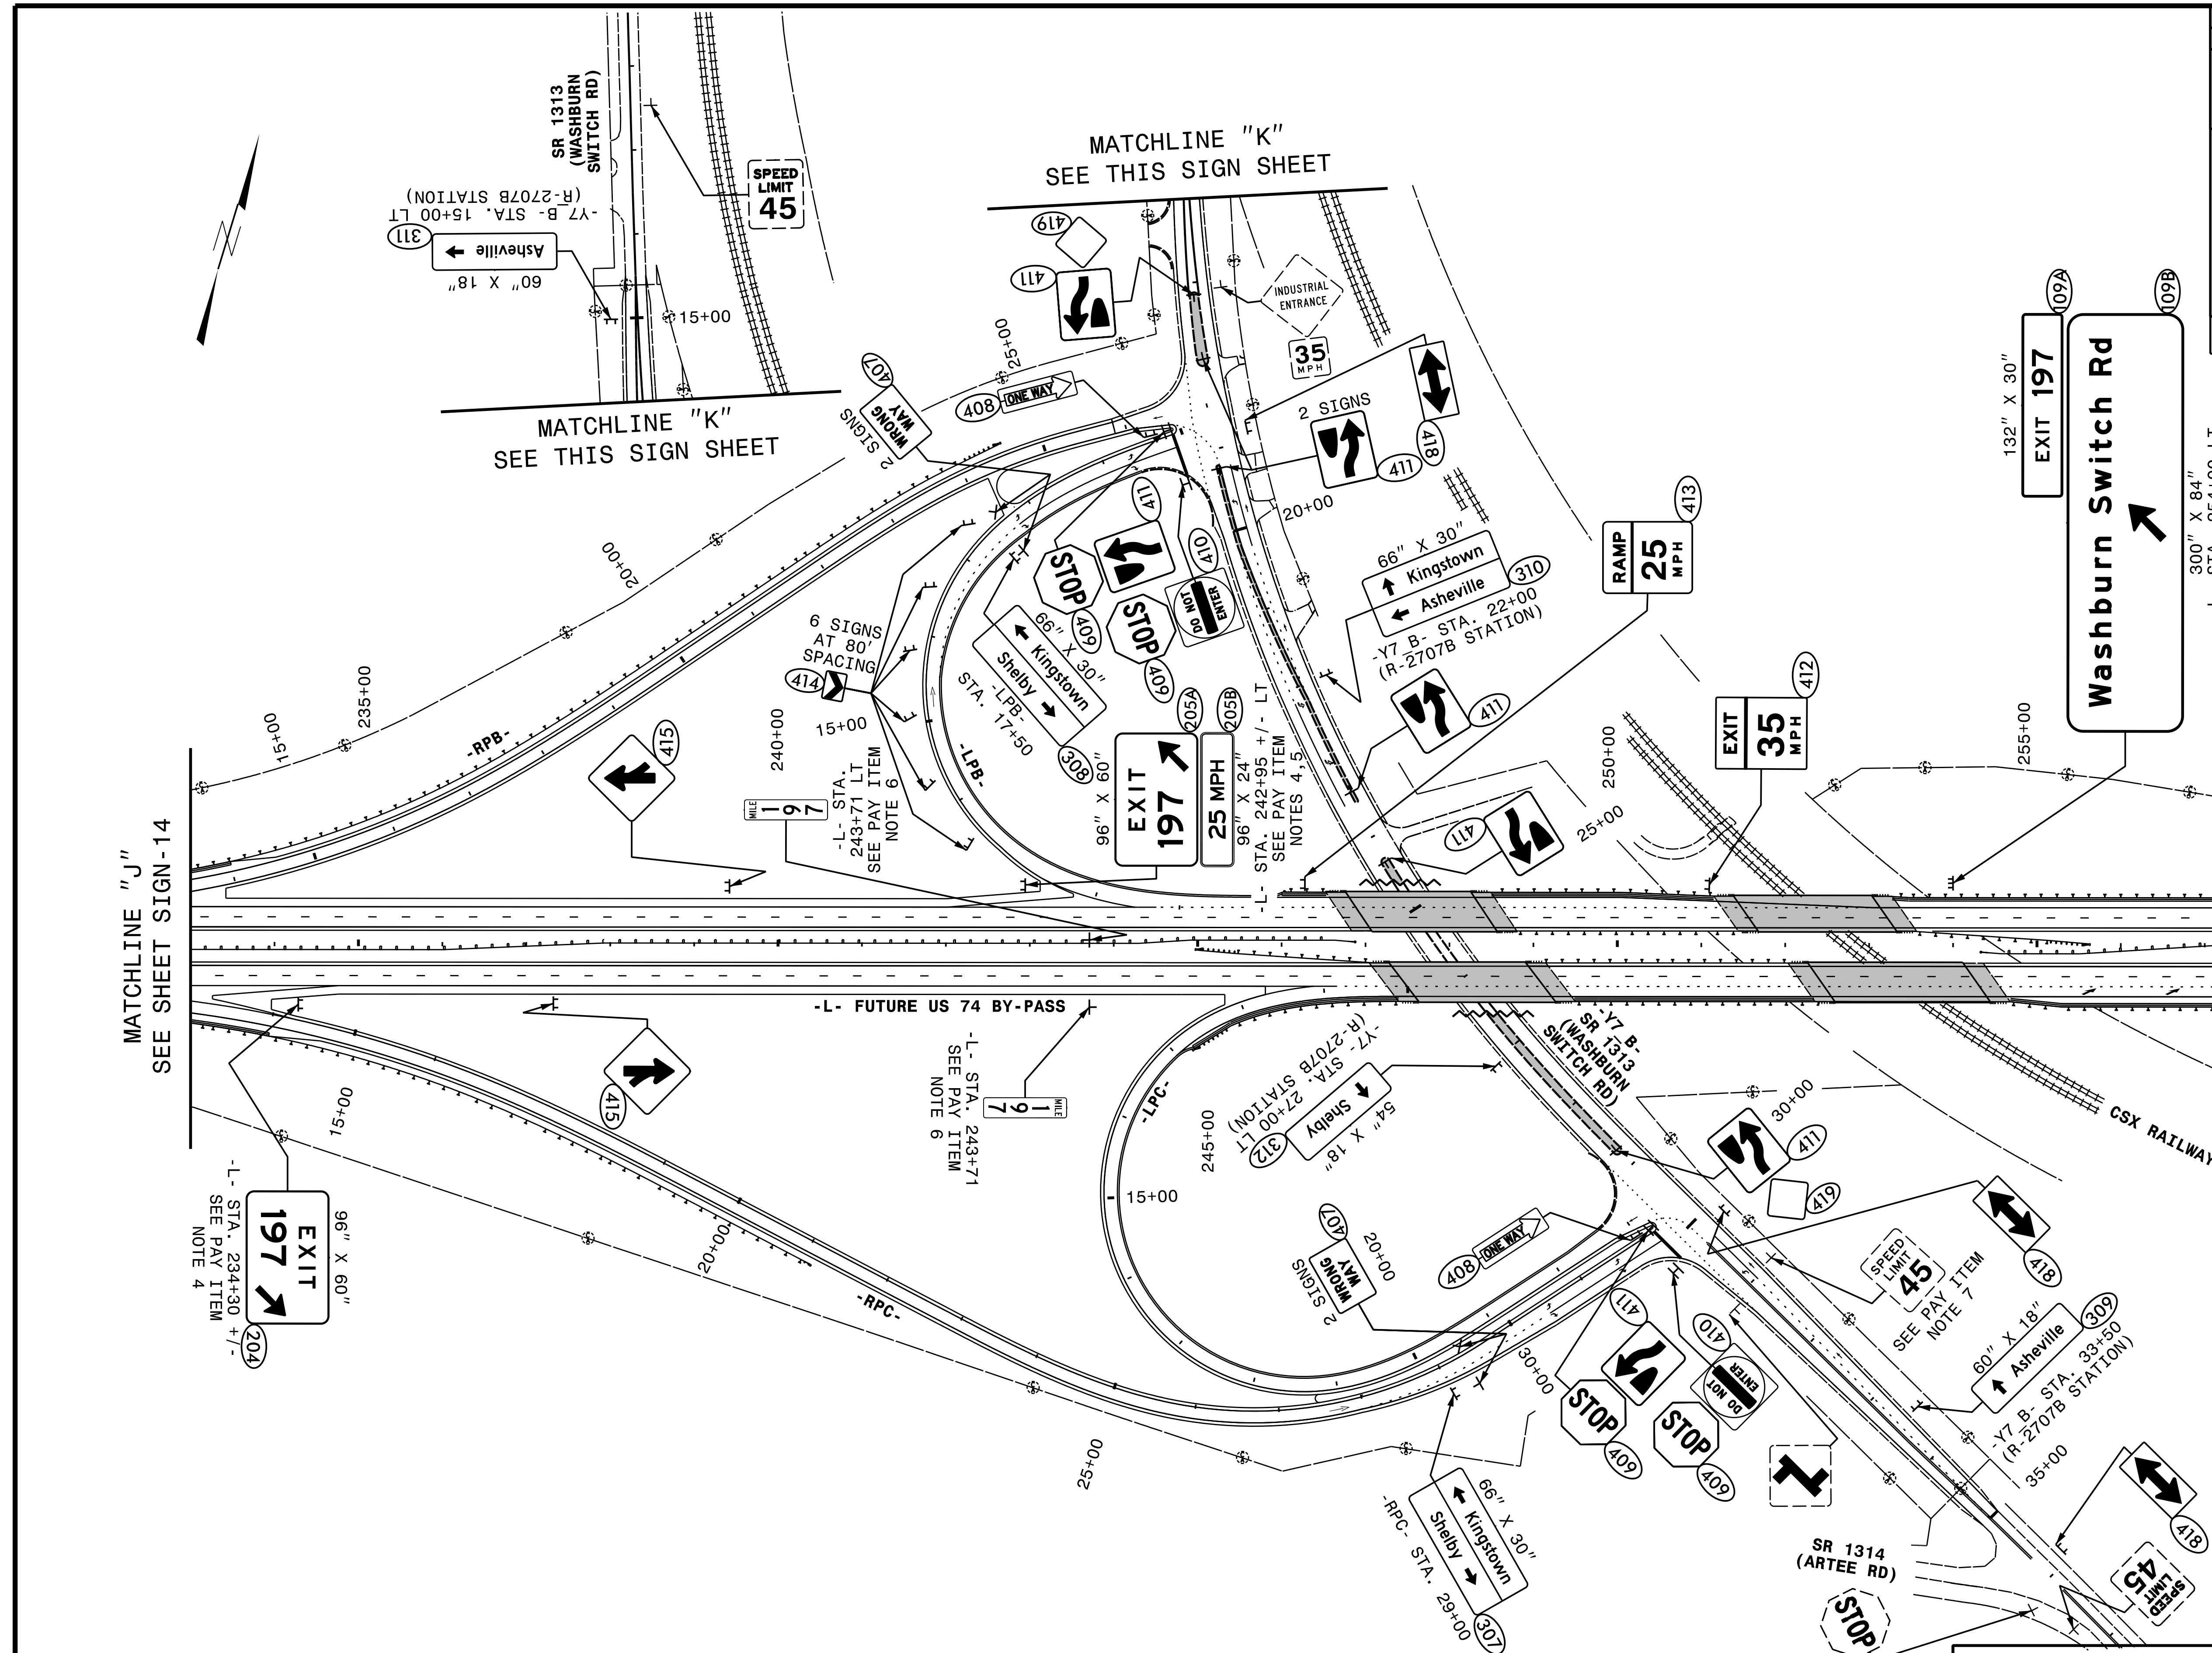 SR 1313
(WASHBURN
SWITCH RD)
SPEED
LIMIT
45
-Y7_B- STA. 15+00 LT
(R-2707B STATION)
311
Asheville
60" X 18"
15+00
MATCHLINE "K"
SEE THIS SIGN SHEET
MATCHLINE "K"
SEE THIS SIGN SHEET
419
411
INDUSTRIAL
ENTRANCE
35
MPH
25+00
407
WRONG
WAY
2 SIGNS
408
ONE WAY
2 SIGNS
418
411
20+00
109A
109B
132" X 30"
EXIT 197
Washburn Switch Rd
300" X 84"
413
RAMP
25
MPH
66" X 30"
Kingstown
Asheville
310
-Y7_B- STA. 22+00
(R-2707B STATION)
411
411
410
STOP
409
STOP
409
DO NOT
ENTER
20+00
6 SIGNS
AT 80'
SPACING
414
66" X 30"
Kingstown
Shelby
308
-LPB-
STA. 17+50
15+00
235+00
15+00
-RPB-
415
240+00
-LPB-
MILE
1
9
7
-L- STA.
243+71 LT
SEE PAY ITEM
NOTE 6
205A
205B
96" X 60"
EXIT
197
25 MPH
96" X 24"
-L- STA. 242+95 +/- LT
SEE PAY ITEM
NOTES 4,5
411
25+00
250+00
412
EXIT
35
MPH
255+00
MATCHLINE "J"
SEE SHEET SIGN-14
-L- FUTURE US 74 BY-PASS
415
15+00
-L- STA. 243+71
SEE PAY ITEM
NOTE 6
MILE
1
9
7
-LPC-
245+00
15+00
-Y7- STA. 27+00 LT
(R-2707B STATION)
312
Shelby
54" X 18"
-Y7_B-
SR 1313
(WASHBURN
SWITCH RD)
CSX RAILWAY
30+00
411
419
418
SPEED
LIMIT
45
SEE PAY ITEM
NOTE 7
96" X 60"
EXIT
197
-L- STA. 234+30 +/-
SEE PAY ITEM
NOTE 4
204
20+00
-RPC-
407
WRONG
WAY
2 SIGNS
20+00
408
ONE WAY
30+00
411
410
DO NOT
ENTER
STOP
409
STOP
409
60" X 18"
Asheville
309
-Y7_B- STA. 33+50
(R-2707B STATION)
35+00
25+00
66" X 30"
Kingstown
Shelby
-RPC- STA. 29+00
307
SR 1314
(ARTEE RD)
STOP
418
SPEED
LIMIT
45